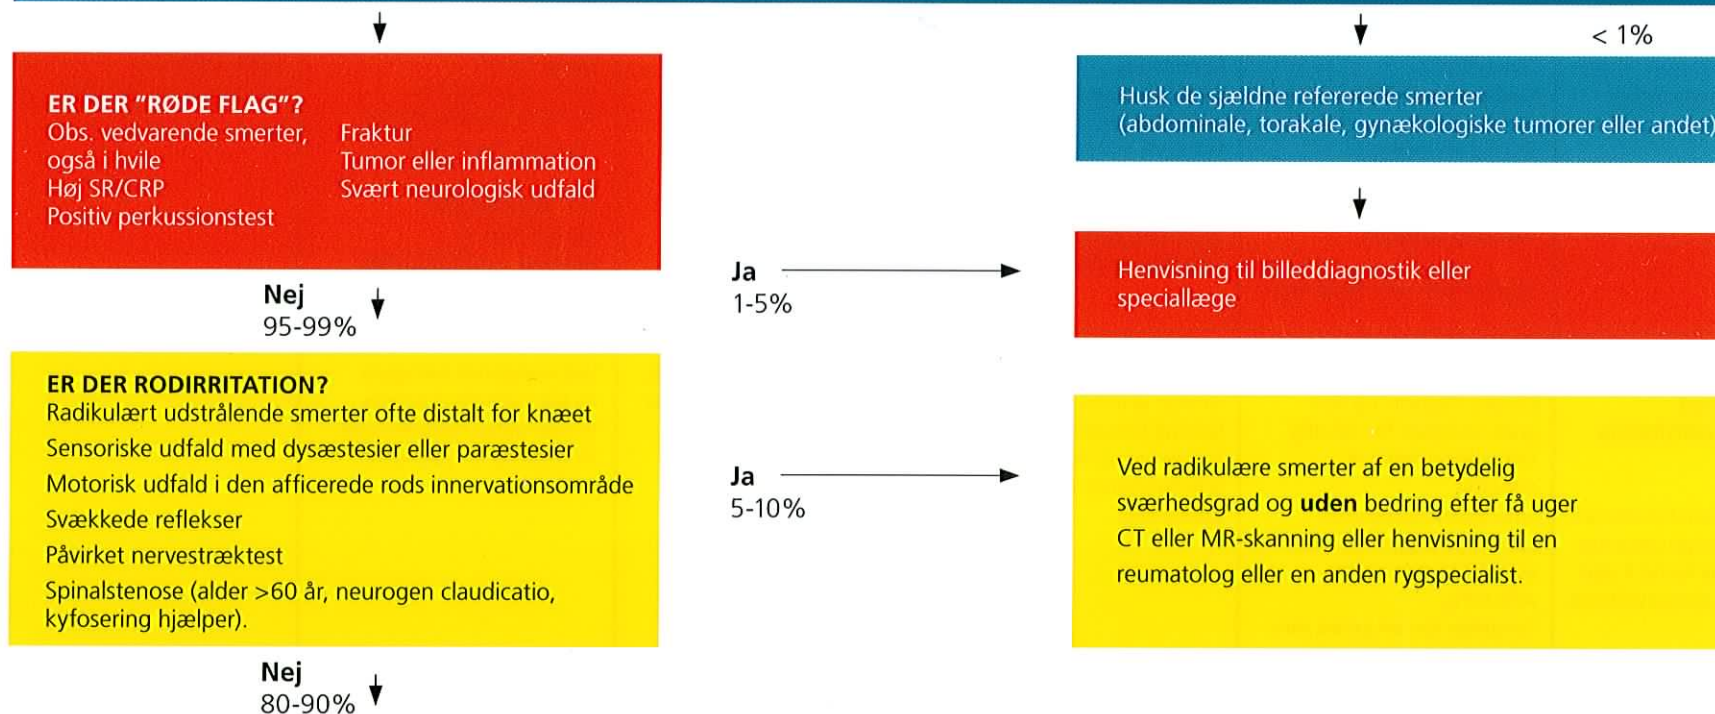 < 1%
ER DER "RØDE FLAG"?
Obs. vedvarende smerter,
også i hvile
Høj SR/CRP
Positiv perkussionstest
Fraktur
Tumor eller inflammation
Svært neurologisk udfald
Husk de sjældne refererede smerter
(abdominale, torakale, gynækologiske tumorer eller andet)
Nej
95-99%
Ja
1-5%
Henvisning til billeddiagnostik eller
speciallæge
ER DER RODIRRITATION?
Radikulært udstrålende smerter ofte distalt for knæet
Sensoriske udfald med dysæstesier eller paræstesier
Motorisk udfald i den afficerede rods innervationsområde
Svækkede reflekser
Påvirket nervestræktest
Spinalstenose (alder >60 år, neurogen claudicatio,
kyfosering hjælper).
Ja
5-10%
Ved radikulære smerter af en betydelig
sværhedsgrad og uden bedring efter få uger
CT eller MR-skanning eller henvisning til en
reumatolog eller en anden rygspecialist.
Nej
80-90%